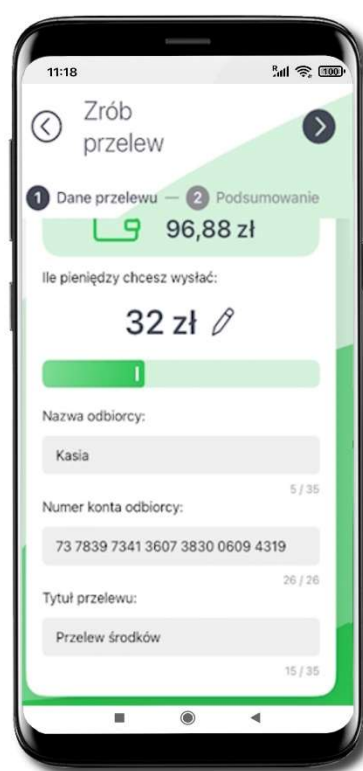 11:18
R
100
Zrób
przelew
1 Dane przelewu — 2 Podsumowanie
96,88 zł
Ile pieniędzy chcesz wysłać:
32 zł
Nazwa odbiorcy:
Kasia
5 / 35
Numer konta odbiorcy:
73 7839 7341 3607 3830 0609 4319
26 / 26
Tytuł przelewu:
Przelew środków
15 / 35